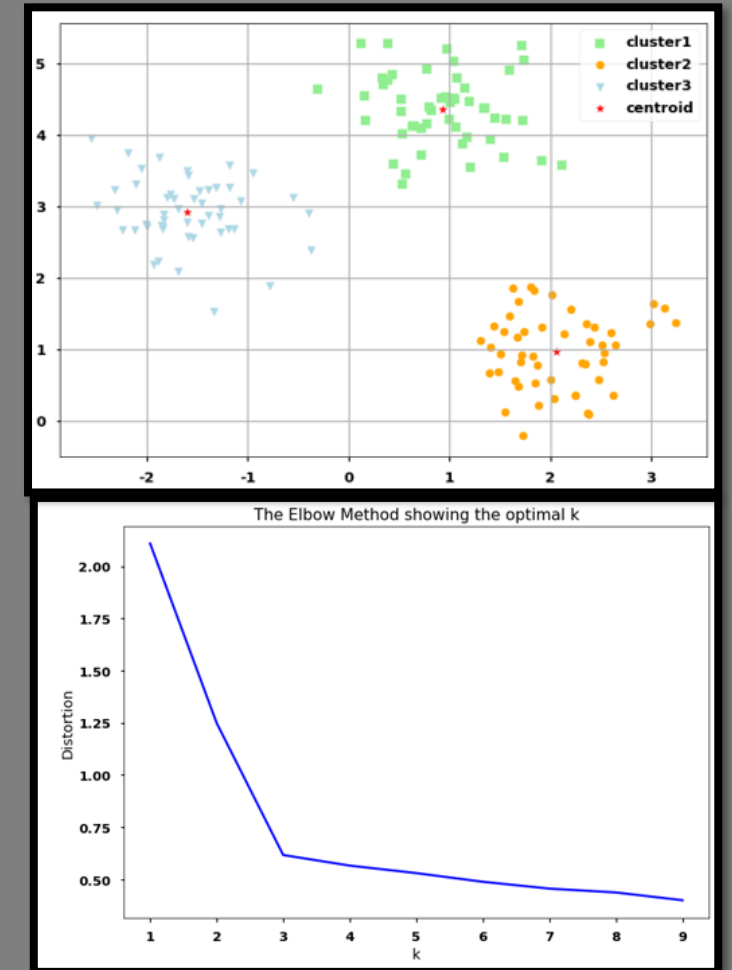 cluster1
cluster2
cluster3
centroid
5
4
3
2
1
0
-2 -1 0 1 2 3
The Elbow Method showing the optimal k
2.00
1.75
1.50
1.25
1.00
0.75
0.50
Distortion
1 2 3 4 5 6 7 8 9
k